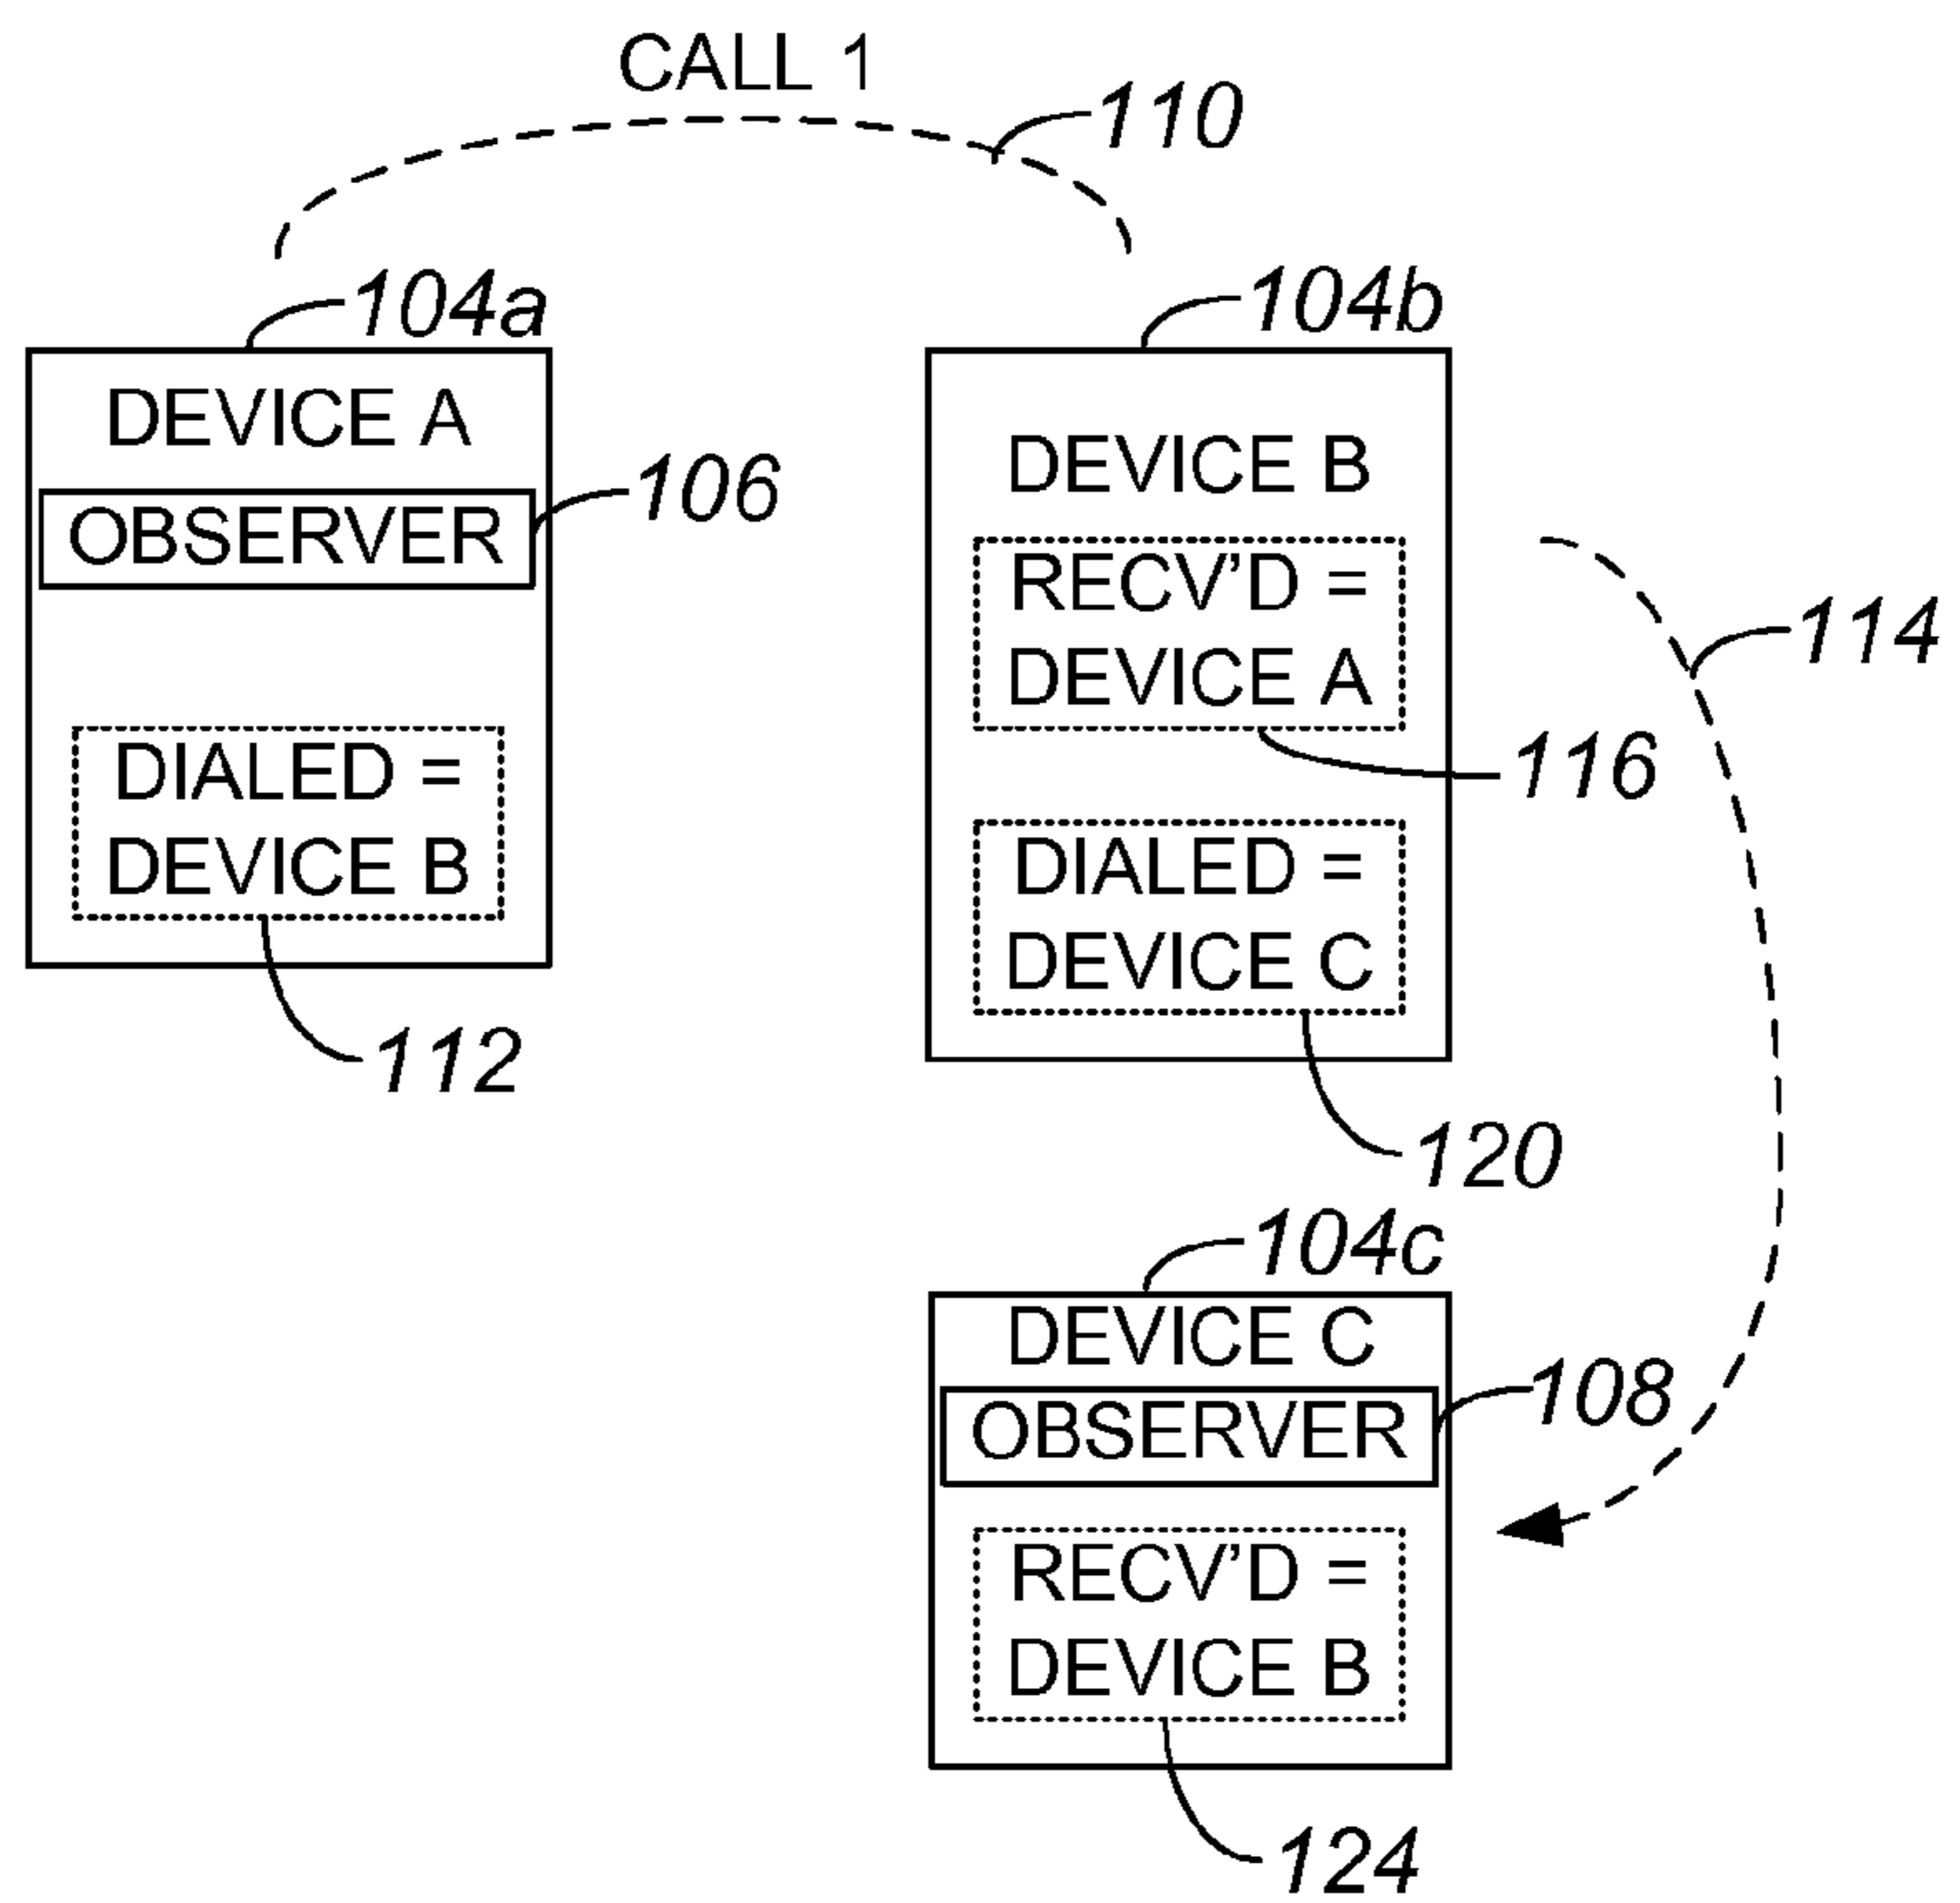 CALL 1
110
104a
104b
DEVICE A
OBSERVER
106
DIALED =
DEVICE B
112
DEVICE B
RECV'D =
DEVICE A
114
116
DIALED =
DEVICE C
120
104c
DEVICE C
OBSERVER
108
RECV'D =
DEVICE B
124